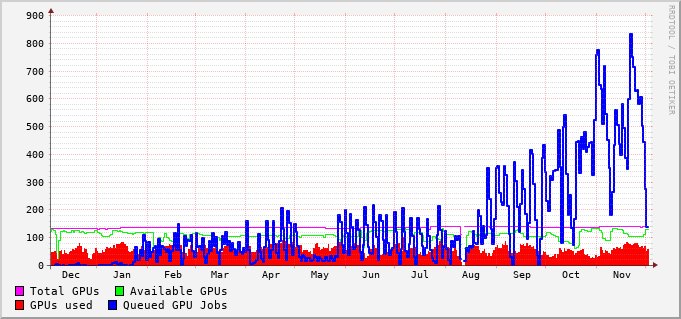 900
800
700
600
500
400
300
200
100
0
Dec Jan Feb Mar Apr May Jun Jul Aug Sep Oct Nov
Total GPUs Available GPUs
GPUs used Queued GPU Jobs
RRDTOOL / TOBI OETIKER